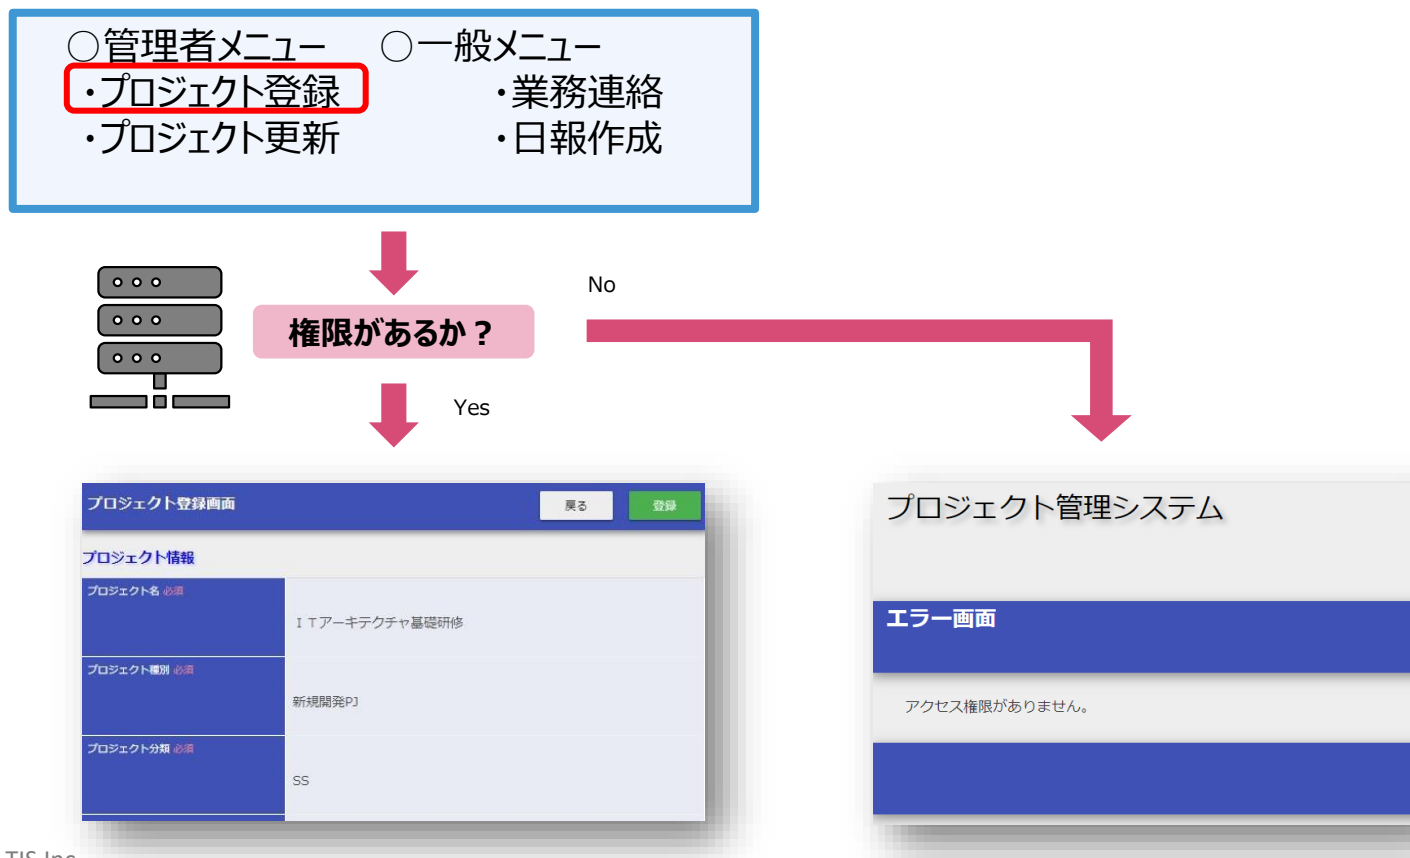 ○管理者メニュー ○一般メニュー
・プロジェクト登録 ・業務連絡
・プロジェクト更新 ・日報作成
No
権限があるか？
Yes
プロジェクト登録画面 戻る 登録
プロジェクト情報
プロジェクト名 必須
ＩＴアーキテクチャ基礎研修
プロジェクト種別 必須
新規開発PJ
プロジェクト分類 必須
SS
プロジェクト管理システム
エラー画面
アクセス権限がありません。
TIS Inc.